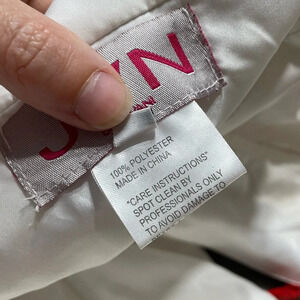 100% POLYESTER
MADE IN CHINA
*CARE INSTRUCTIONS*
SPOT CLEAN BY
PROFESSIONALS ONLY
TO AVOID DAMAGE TO